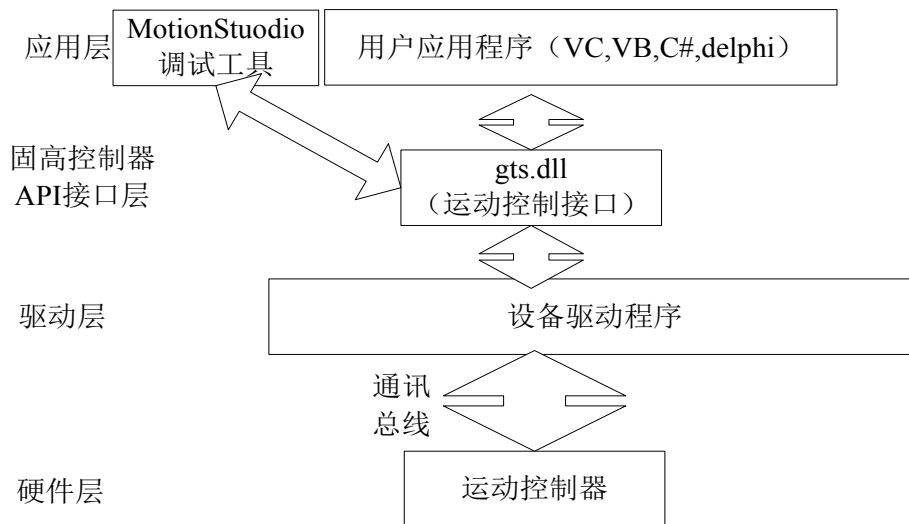 应用层
MotionStuodio
调试工具
用户应用程序（VC,VB,C#,delphi）
固高控制器
API接口层
gts.dll
（运动控制接口）
驱动层
设备驱动程序
通讯
总线
硬件层
运动控制器